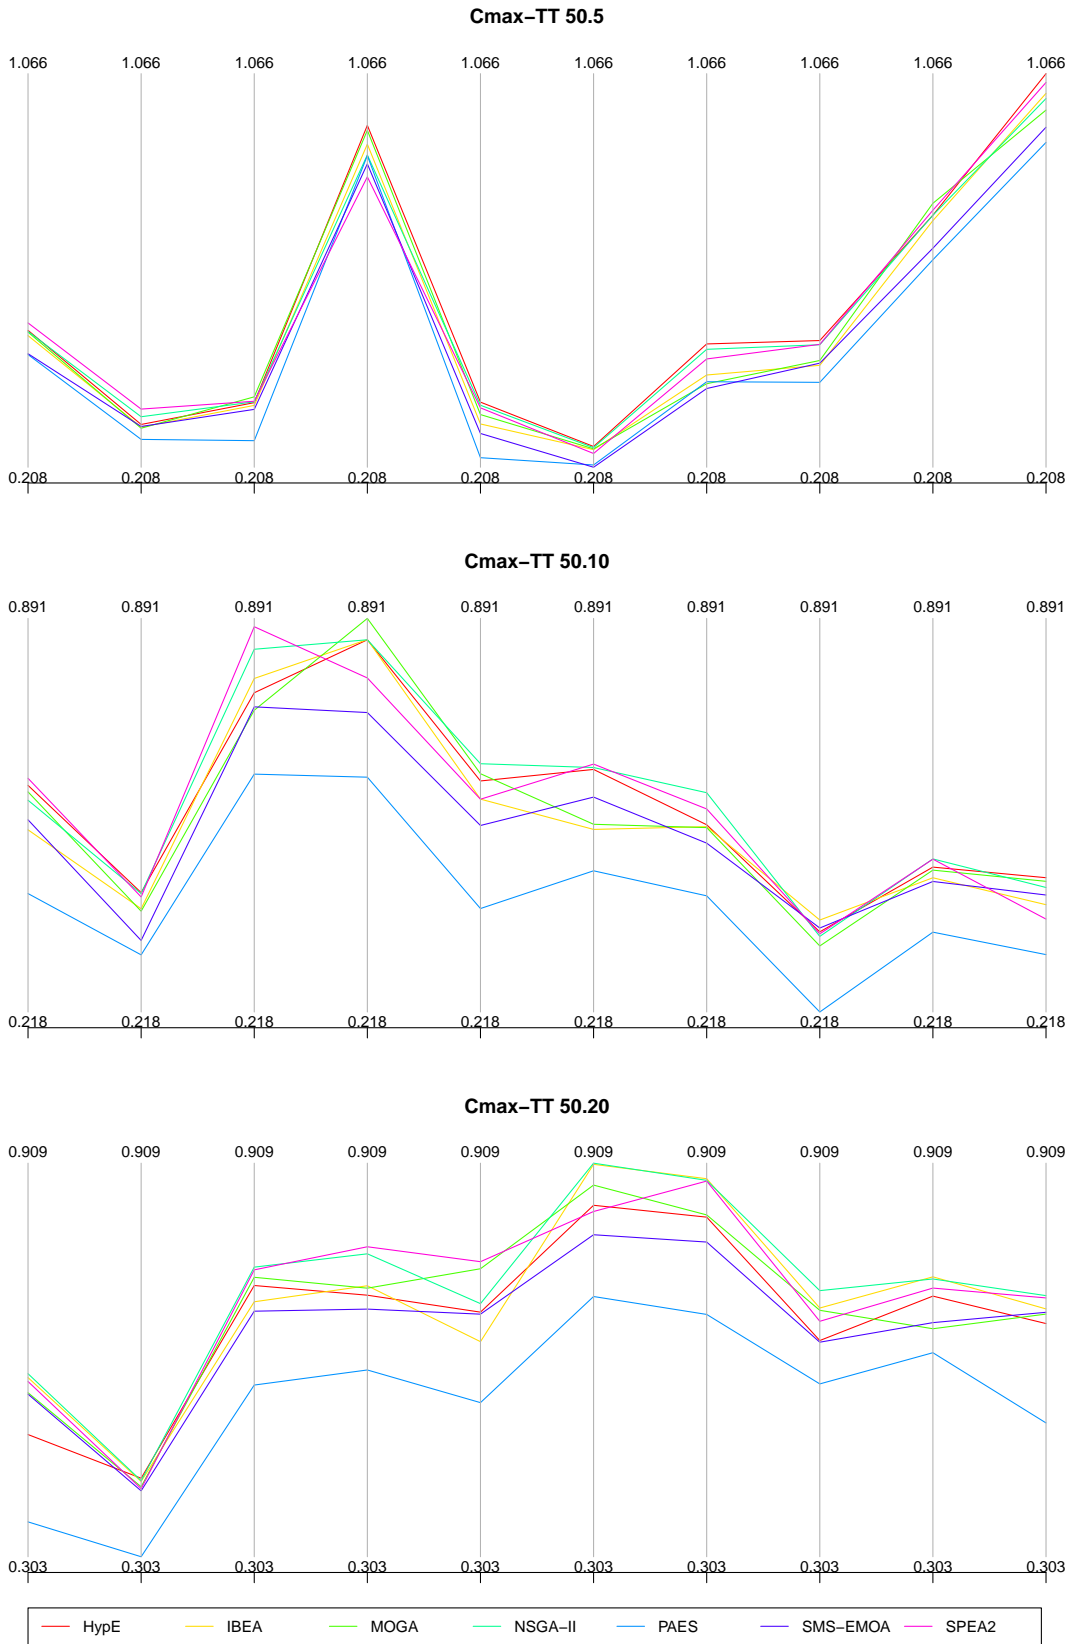 Cmax−TT 50.5
1.066 1.066 1.066 1.066 1.066 1.066 1.066 1.066 1.066 1.066
0.208 0.208 0.208 0.208 0.208 0.208 0.208 0.208 0.208 0.208
Cmax−TT 50.10
0.891 0.891 0.891 0.891 0.891 0.891 0.891 0.891 0.891 0.891
0.218 0.218 0.218 0.218 0.218 0.218 0.218 0.218 0.218 0.218
Cmax−TT 50.20
0.909 0.909 0.909 0.909 0.909 0.909 0.909 0.909 0.909 0.909
0.303 0.303 0.303 0.303 0.303 0.303 0.303 0.303 0.303 0.303
HypE IBEA MOGA NSGA−II PAES SMS−EMOA SPEA2